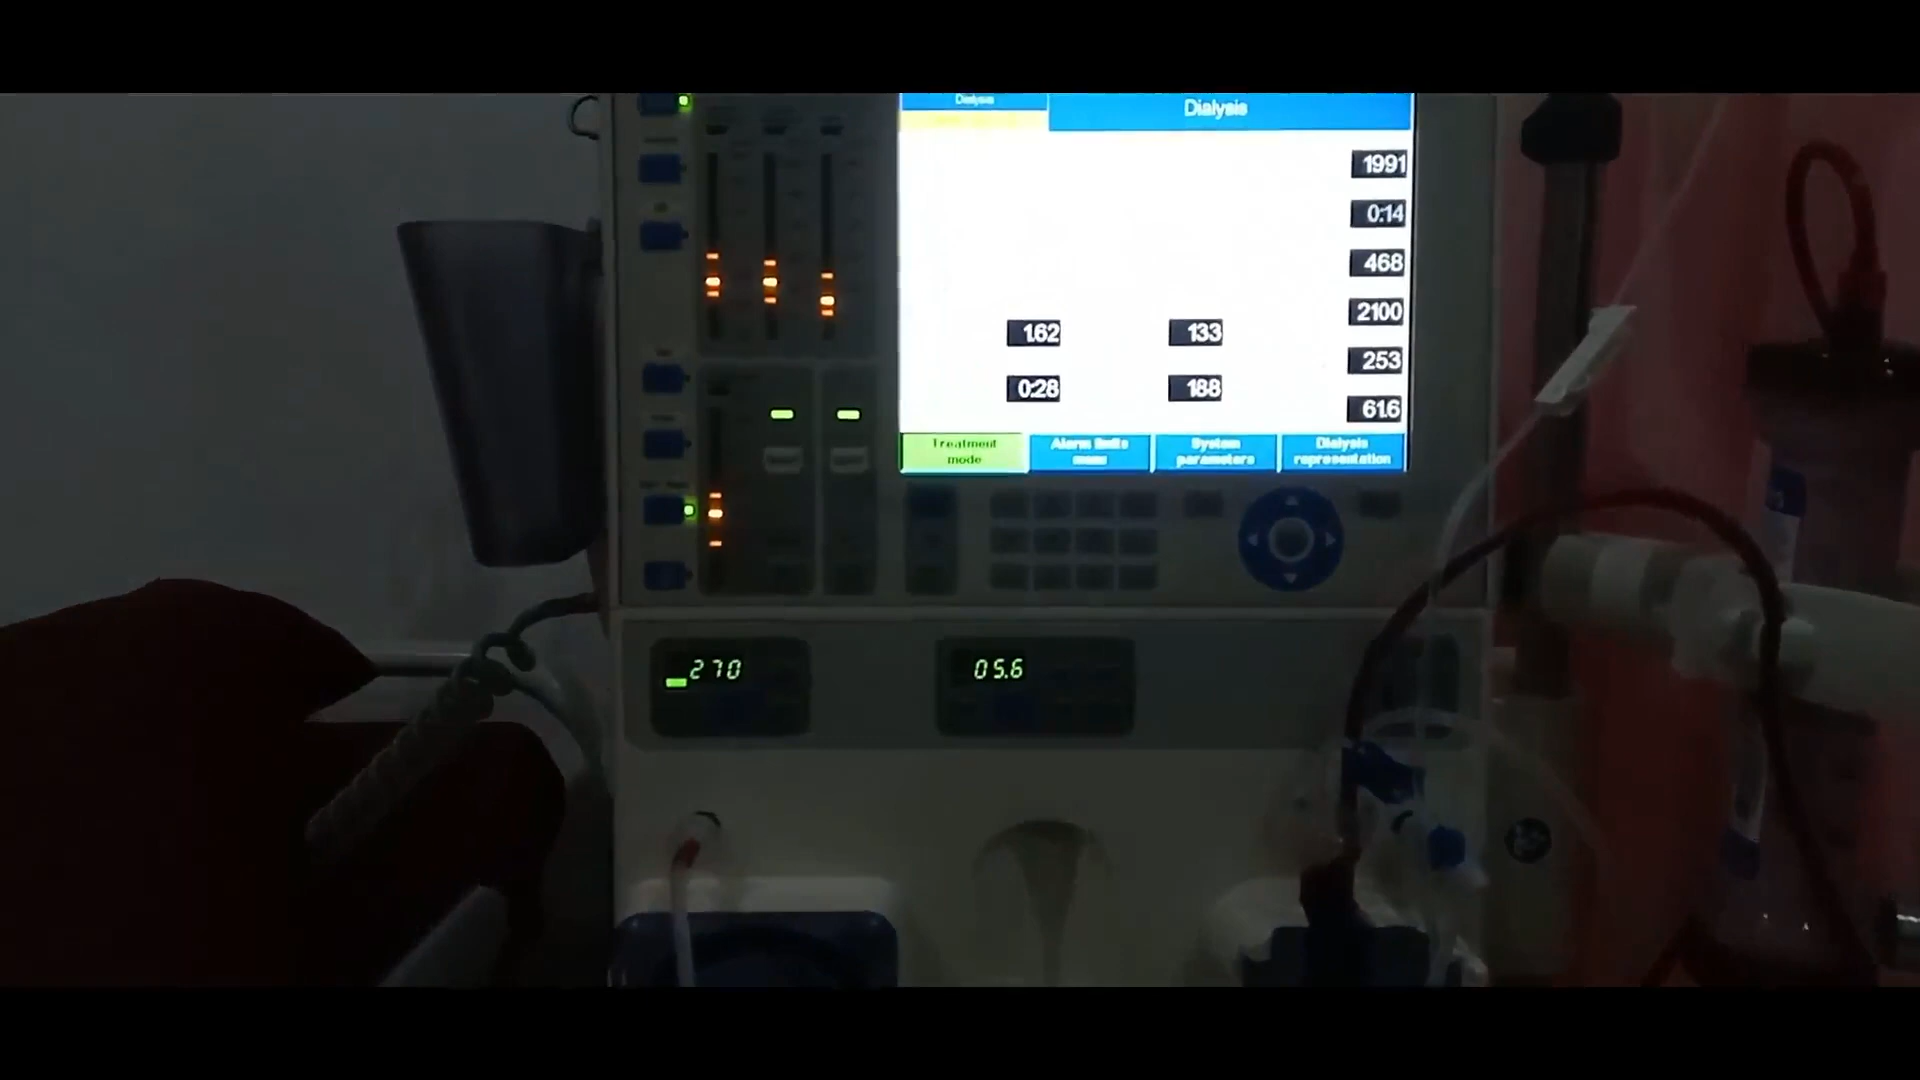 Dialysis
Dialysis
1991
0:14
468
2100
1.62
133
253
0:28
188
61.6
Treatment
mode
Alarm limits
menu
System
parameters
Dialysis
representation
270
05.6